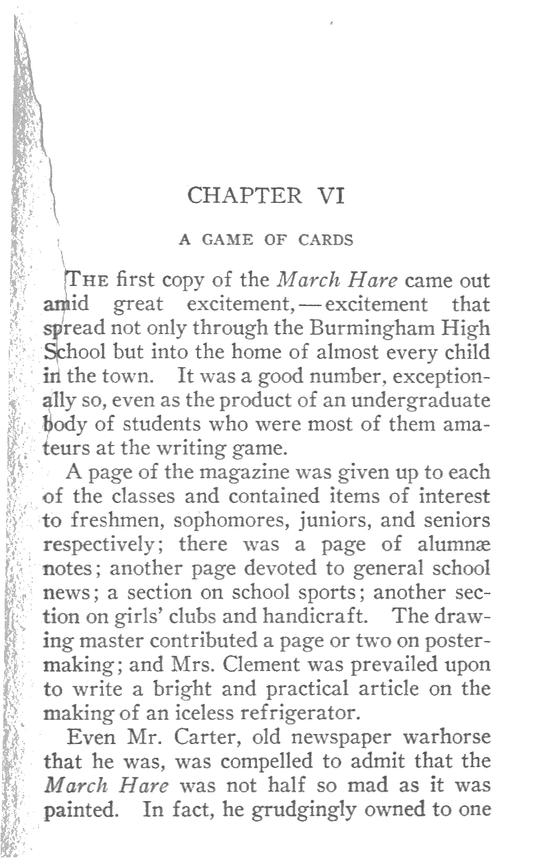 CHAPTER VI
A GAME OF CARDS
THE first copy of the March Hare came out
amid great excitement,—excitement that
spread not only through the Burmingham High
School but into the home of almost every child
in the town. It was a good number, exception-
ally so, even as the product of an undergraduate
body of students who were most of them ama-
teurs at the writing game.
A page of the magazine was given up to each
of the classes and contained items of interest
to freshmen, sophomores, juniors, and seniors
respectively; there was a page of alumnæ
notes; another page devoted to general school
news; a section on school sports; another sec-
tion on girls' clubs and handicraft. The draw-
ing master contributed a page or two on poster-
making; and Mrs. Clement was prevailed upon
to write a bright and practical article on the
making of an iceless refrigerator.
Even Mr. Carter, old newspaper warhorse
that he was, was compelled to admit that the
March Hare was not half so mad as it was
painted. In fact, he grudgingly owned to one